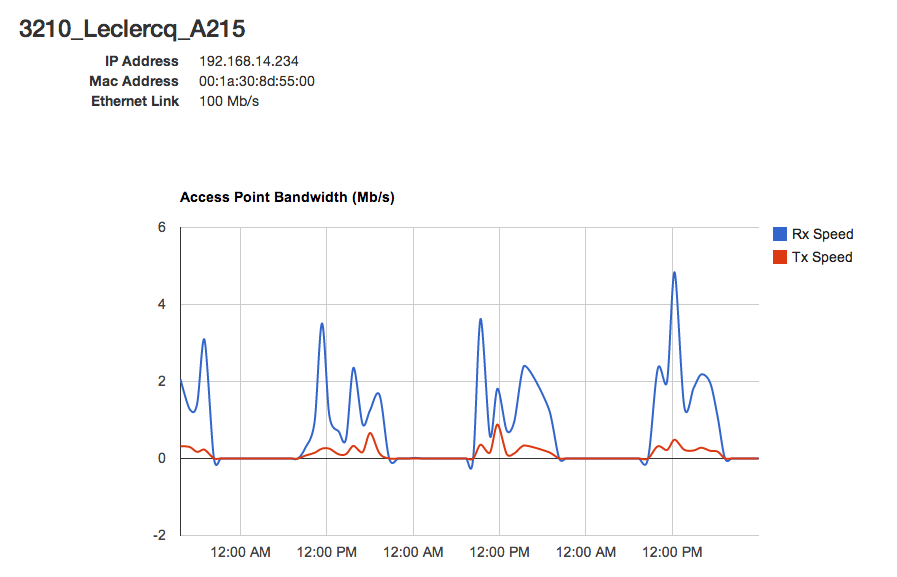 3210_Leclercq_A215
IP Address 192.168.14.234
Mac Address 00:1a:30:8d:55:00
Ethernet Link 100 Mb/s
Access Point Bandwidth (Mb/s)
6
4
2
0
-2
Rx Speed
Tx Speed
12:00 AM 12:00 PM 12:00 AM 12:00 PM 12:00 AM 12:00 PM